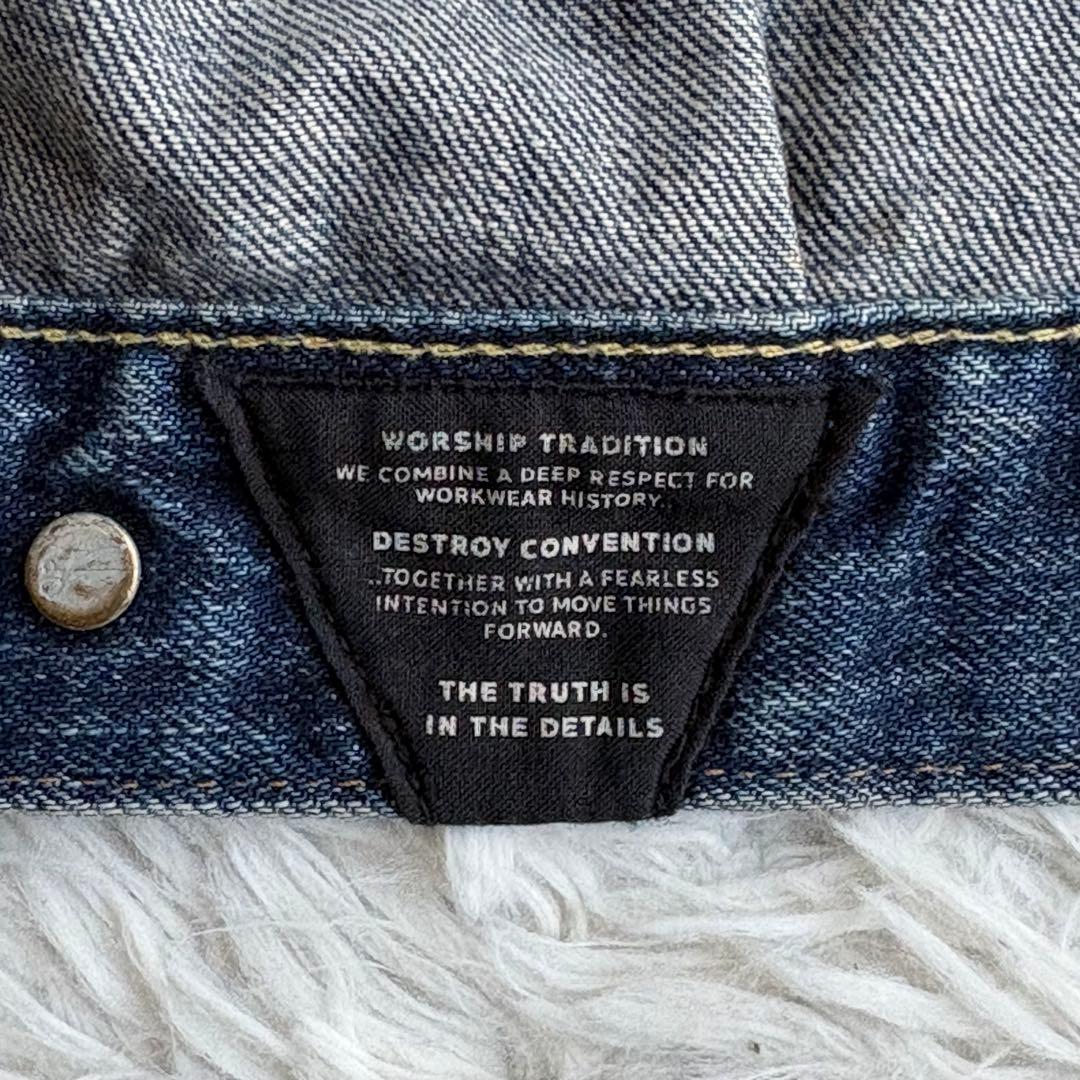 WORSHIP TRADITION
WE COMBINE A DEEP RESPECT FOR
WORKWEAR HISTORY..
DESTROY CONVENTION
..TOGETHER WITH A FEARLESS
INTENTION TO MOVE THINGS
FORWARD.
THE TRUTH IS
IN THE DETAILS